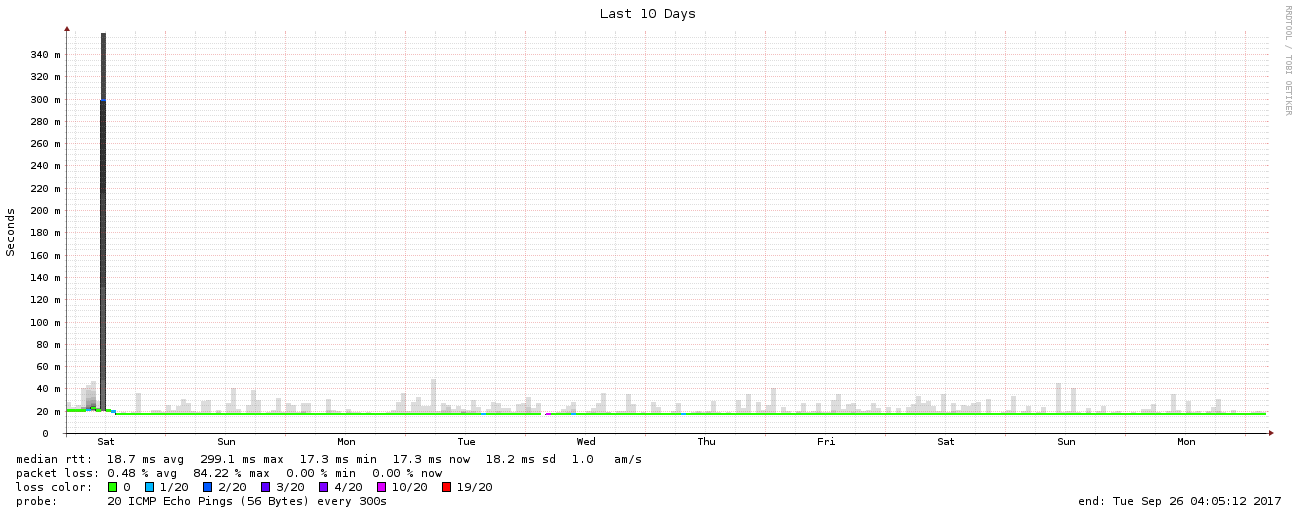 Last 10 Days
RRDTOOL / TOBI OETIKER
Seconds
340 m
320 m
300 m
280 m
260 m
240 m
220 m
200 m
180 m
160 m
140 m
120 m
100 m
80 m
60 m
40 m
20 m
0
Sat Sun Mon Tue Wed Thu Fri Sat Sun Mon
median rtt: 18.7 ms avg 299.1 ms max 17.3 ms min 17.3 ms now 18.2 ms sd 1.0 am/s
packet loss: 0.48 % avg 84.22 % max 0.00 % min 0.00 % now
loss color: 0 1/20 2/20 3/20 4/20 10/20 19/20
probe: 20 ICMP Echo Pings (56 Bytes) every 300s end: Tue Sep 26 04:05:12 2017